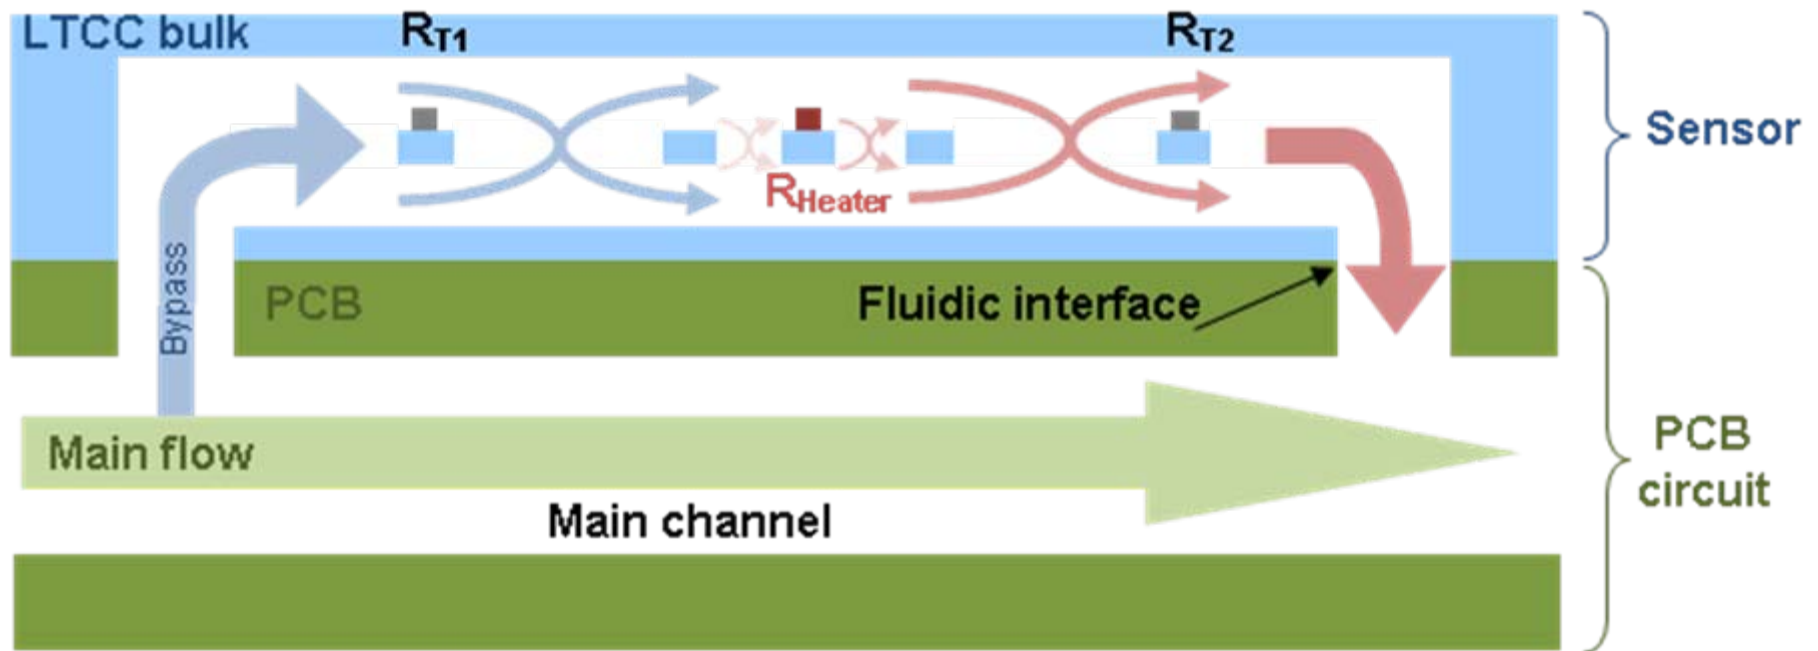 LTCC bulk
RT1
RT2
Sensor
RHeater
Bypass
PCB
Fluidic interface
Main flow
PCB
circuit
Main channel